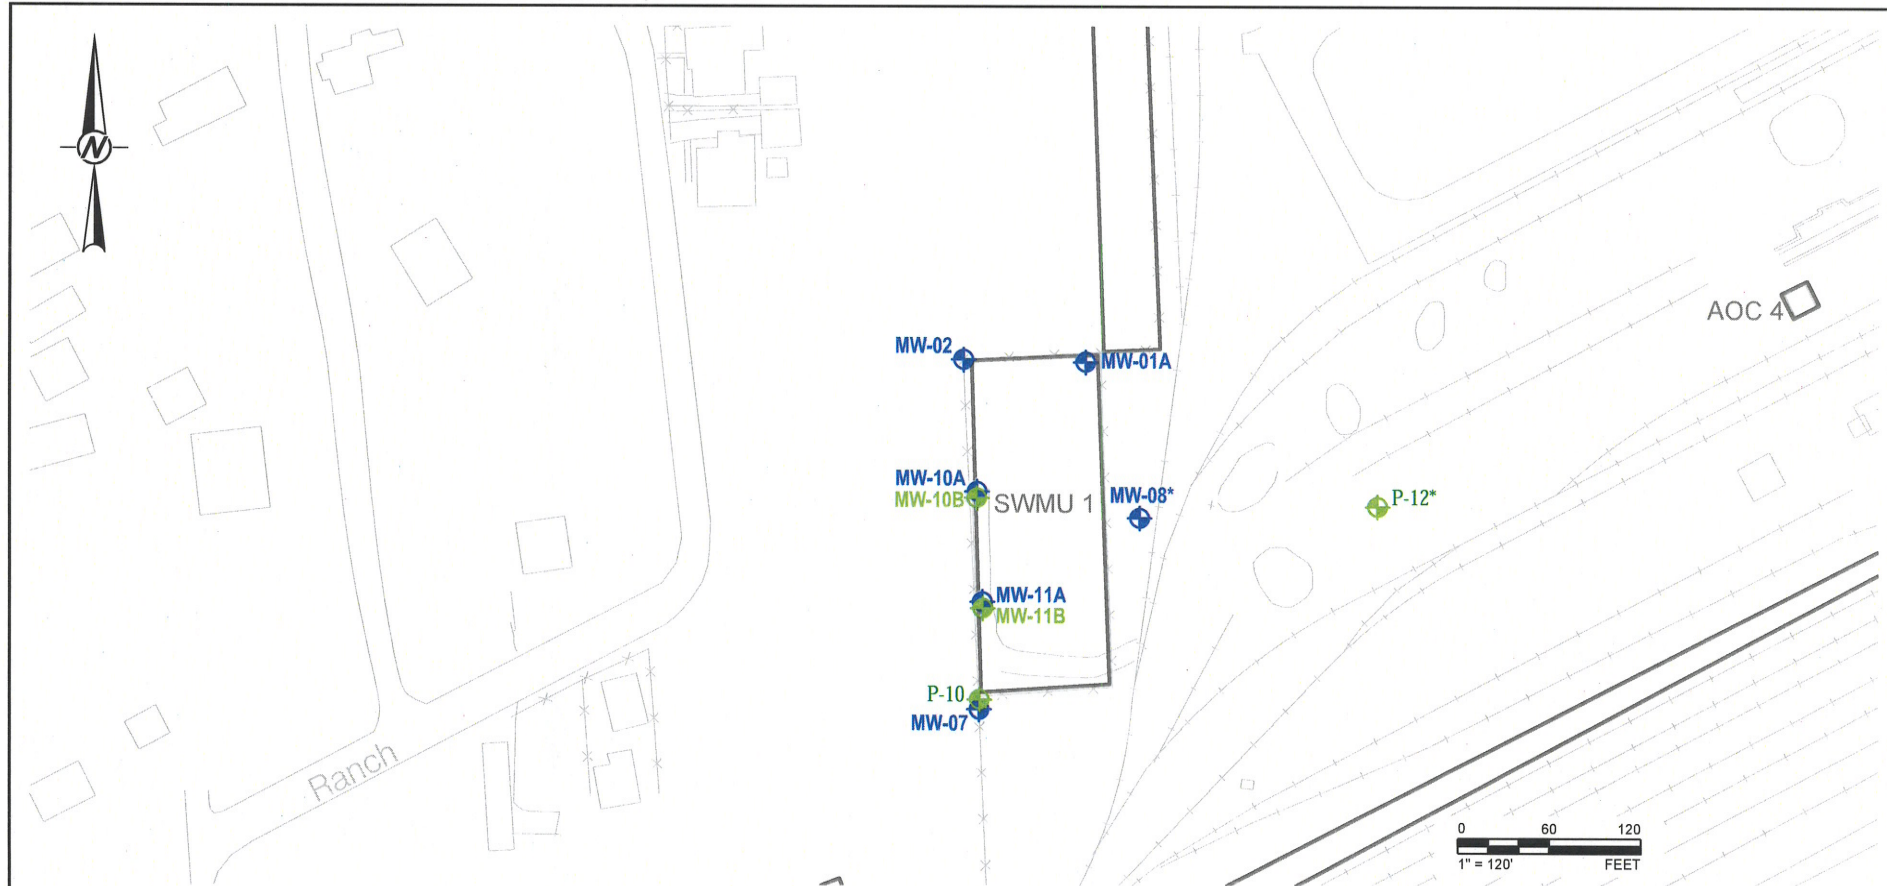 N
AOC 4
MW-02
MW-01A
MW-10A
MW-10B
SWMU 1
MW-08*
P-12*
MW-11A
MW-11B
P-10
MW-07
Ranch
0 60 120
1" = 120' FEET